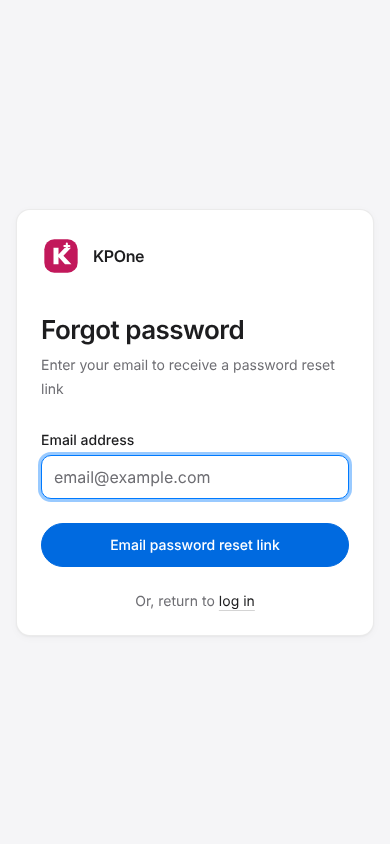 KPOne
Forgot password
Enter your email to receive a password reset
link
Email address
email@example.com
Email password reset link
Or, return to log in